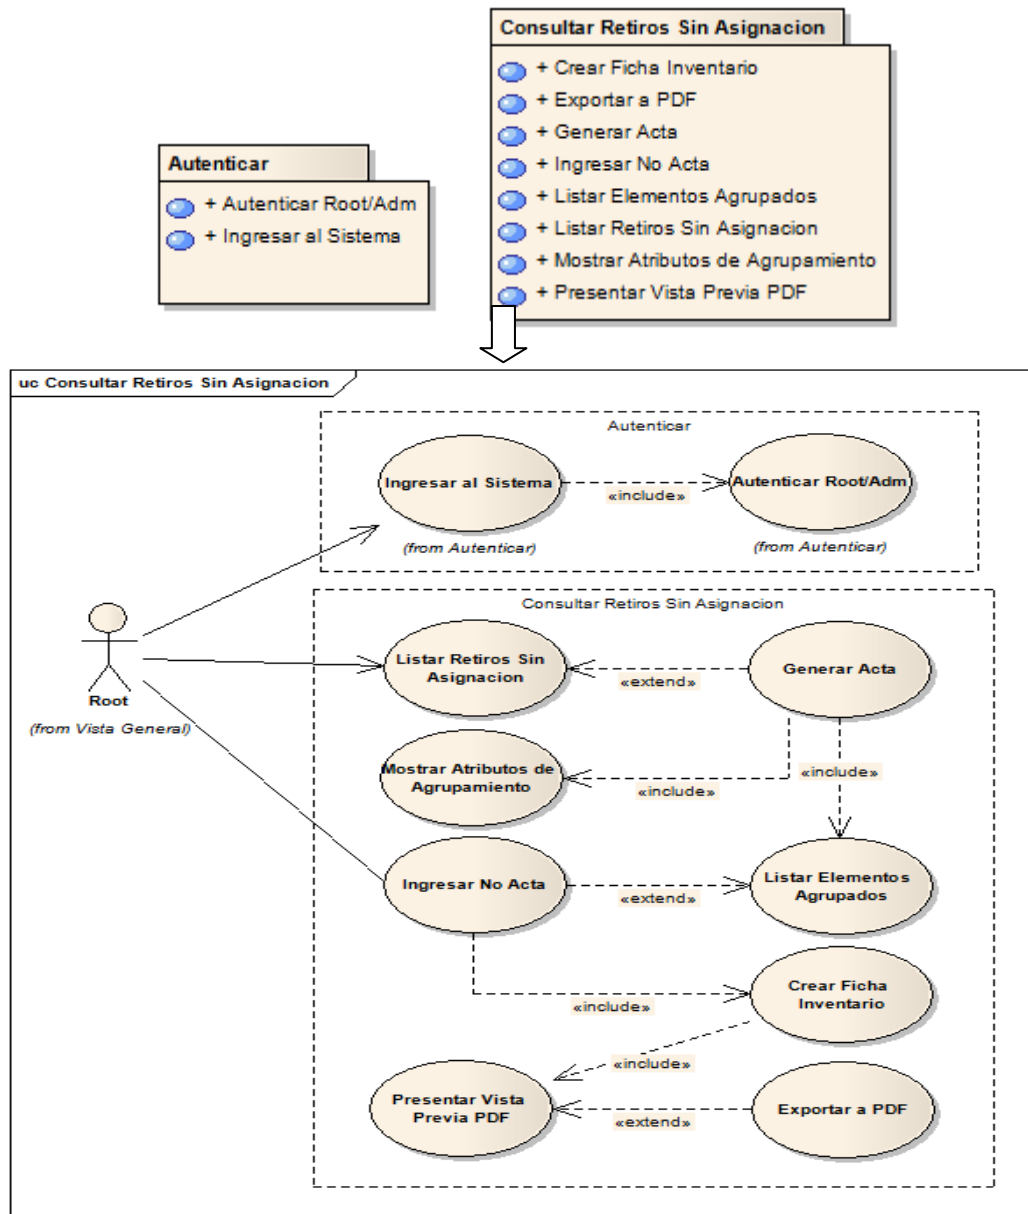 Consultar Retiros Sin Asignacion
+ Crear Ficha Inventario
+ Exportar a PDF
+ Generar Acta
+ Ingresar No Acta
+ Listar Elementos Agrupados
+ Listar Retiros Sin Asignacion
+ Mostrar Atributos de Agrupamiento
+ Presentar Vista Previa PDF
Autenticar
+ Autenticar Root/Adm
+ Ingresar al Sistema
uc Consultar Retiros Sin Asignacion
Autenticar
Ingresar al Sistema
«include»
Autenticar Root/Adm
(from Autenticar)
(from Autenticar)
Consultar Retiros Sin Asignacion
Listar Retiros Sin
Asignacion
«extend»
Generar Acta
Root
(from Vista General)
Mostrar Atributos de
Agrupamiento
«include»
«include»
Ingresar No Acta
«extend»
Listar Elementos
Agrupados
«include»
Crear Ficha
Inventario
«include»
Presentar Vista
Previa PDF
«extend»
Exportar a PDF